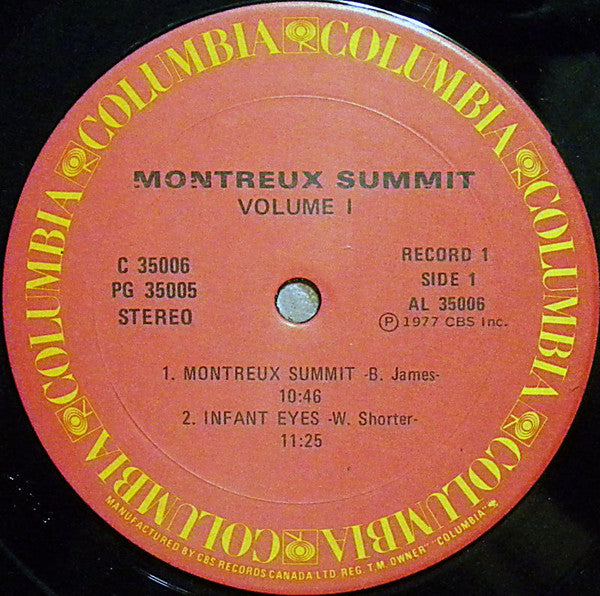 COLUMBIA COLUMBIA COLUMBIA COLUMBIA COLUMBIA COLUMBIA COLUMBIA COLUMBIA
MONTREUX SUMMIT
VOLUME I
C 35006
PG 35005
STEREO
RECORD 1
SIDE 1
AL 35006
Ⓟ 1977 CBS Inc.
1. MONTREUX SUMMIT -B. James-
10:46
2. INFANT EYES -W. Shorter-
11:25
MANUFACTURED BY CBS RECORDS CANADA LTD. REG. T.M. OWNER "COLUMBIA"